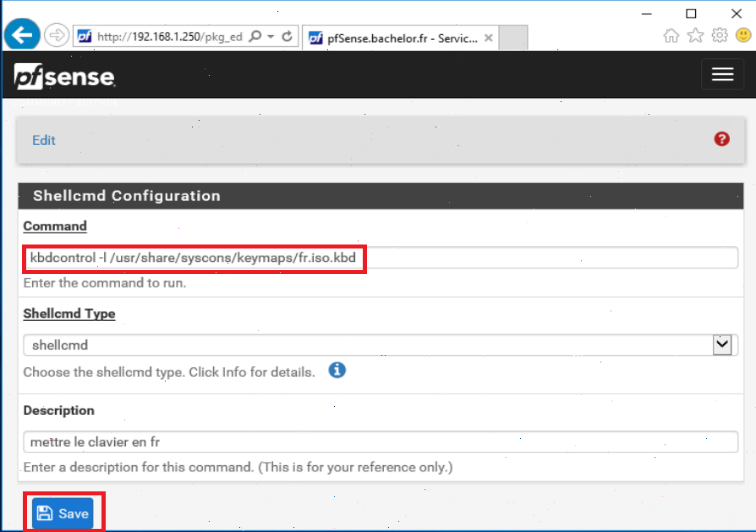 http://192.168.1.250/pkg_ed
pfSense.bachelor.fr - Servic...
pfsense
Edit
Shellcmd Configuration
Command
kbdcontrol -l /usr/share/syscons/keymaps/fr.iso.kbd
Enter the command to run.
Shellcmd Type
shellcmd
Choose the shellcmd type. Click Info for details.
Description
mettre le clavier en fr
Enter a description for this command. (This is for your reference only.)
Save